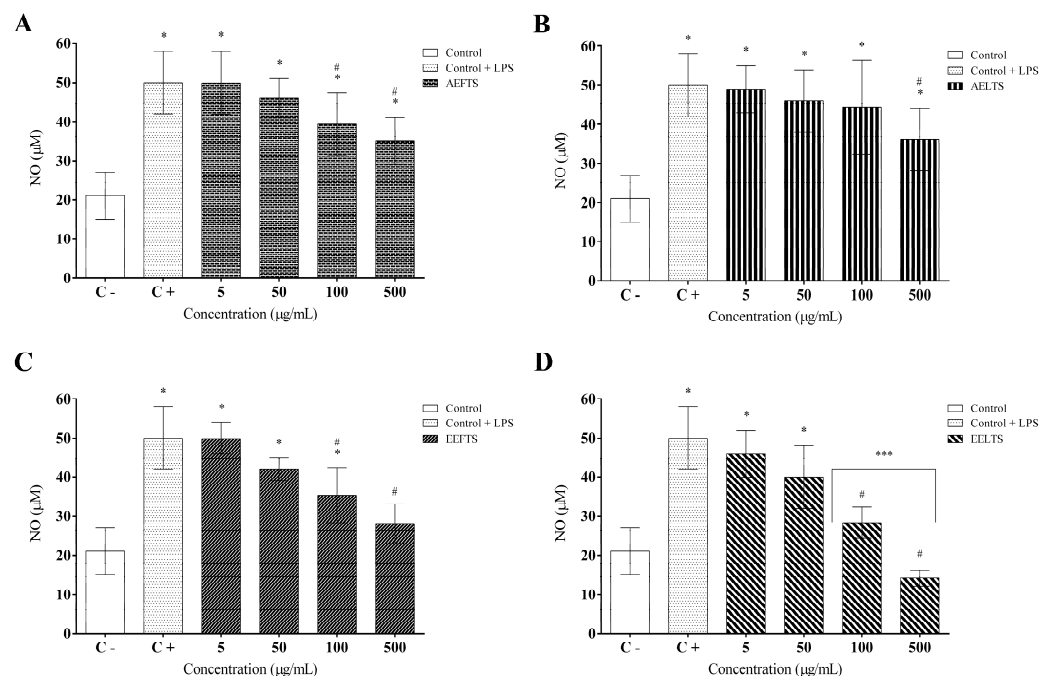 A
60
50
40
30
20
10
0
NO (μM)
* * * # * # *
C - C + 5 50 100 500
Concentration (μg/mL)
Control
Control + LPS
AEFTS
B
60
50
40
30
20
10
0
NO (μM)
* * * * # *
C - C + 5 50 100 500
Concentration (μg/mL)
Control
Control + LPS
AELTS
C
60
50
40
30
20
10
0
NO (μM)
* * * # * #
C - C + 5 50 100 500
Concentration (μg/mL)
Control
Control + LPS
EEFTS
D
60
50
40
30
20
10
0
NO (μM)
* * * *** # #
C - C + 5 50 100 500
Concentration (μg/mL)
Control
Control + LPS
EELTS